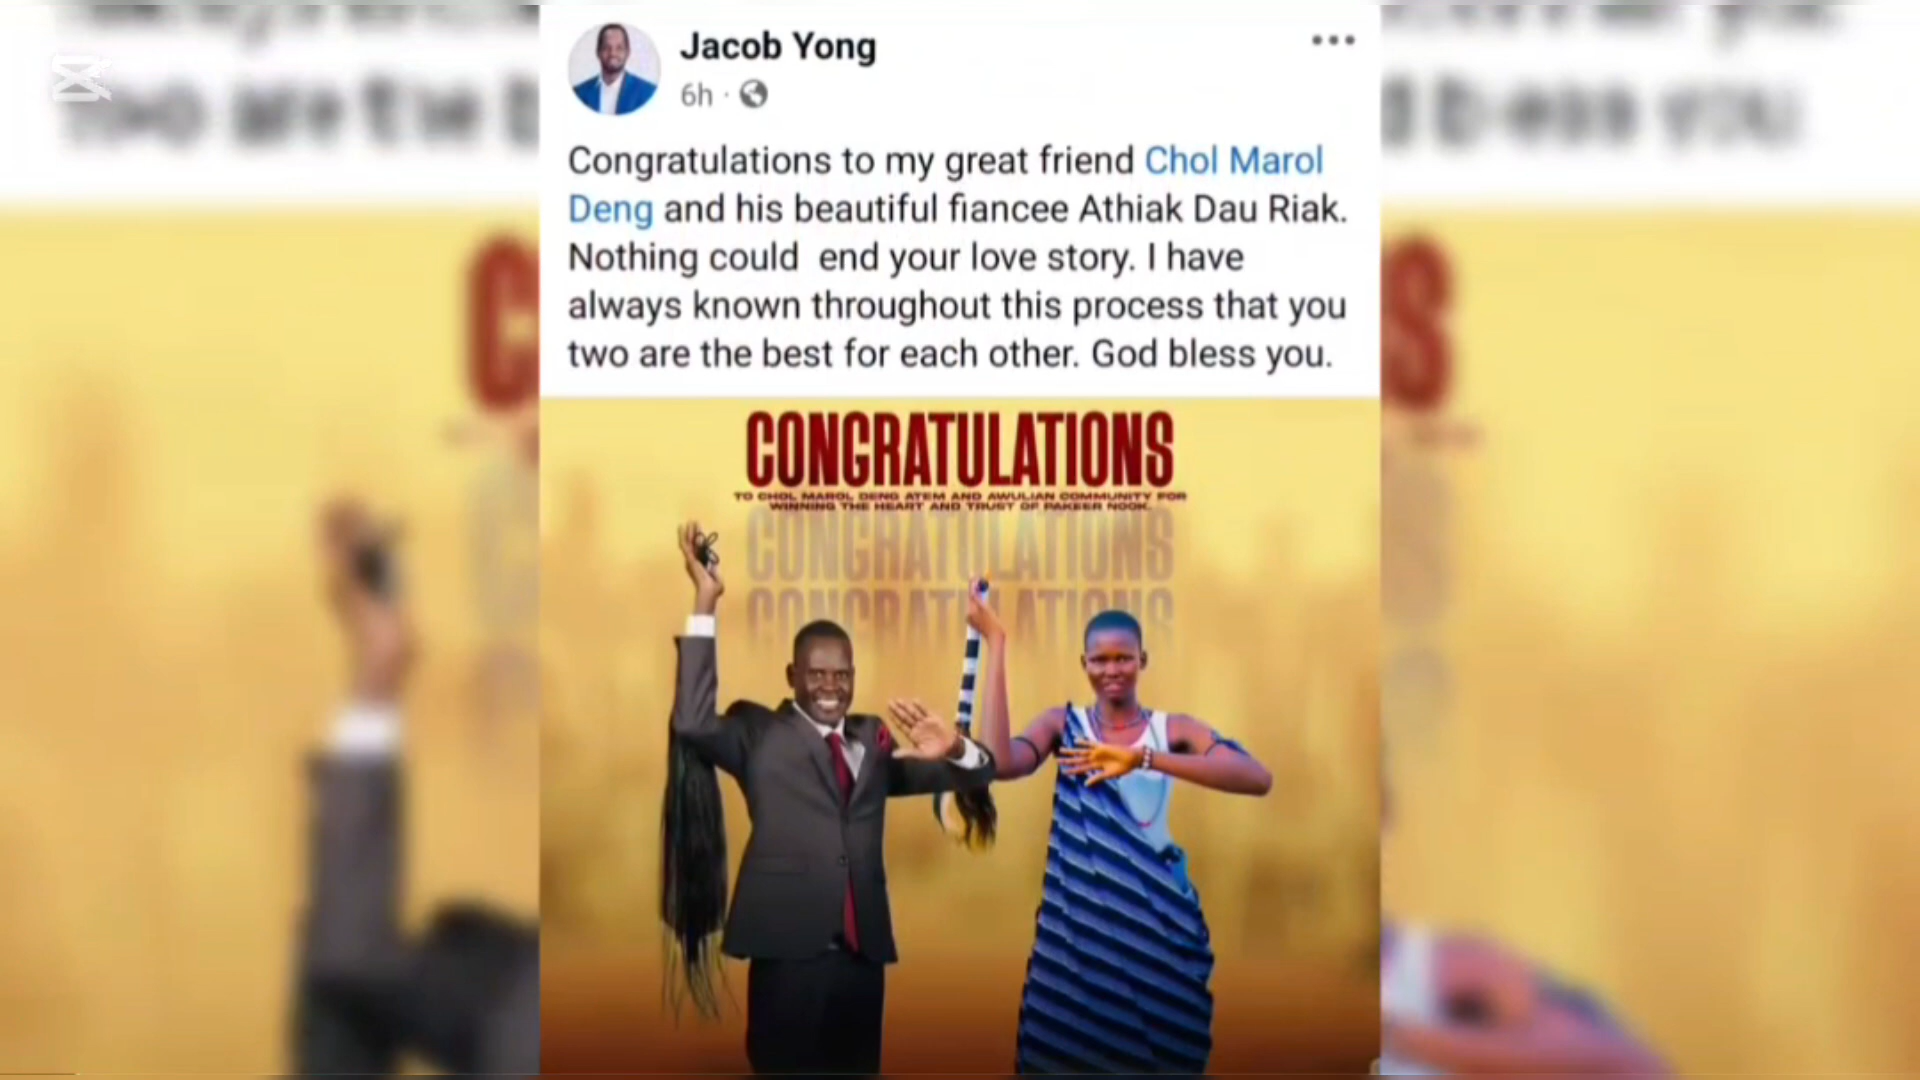 Jacob Yong
6h
Congratulations to my great friend Chol Marol
Deng and his beautiful fiancee Athiak Dau Riak.
Nothing could end your love story. I have
always known throughout this process that you
two are the best for each other. God bless you.
CONGRATULATIONS
TO CHOL MAROL DENG ATEM AND AWULIAN COMMUNITY FOR
WINNING THE HEART AND TRUST OF PAKEER NOOK.
CONGRATULATIONS
CONGRATULATIONS